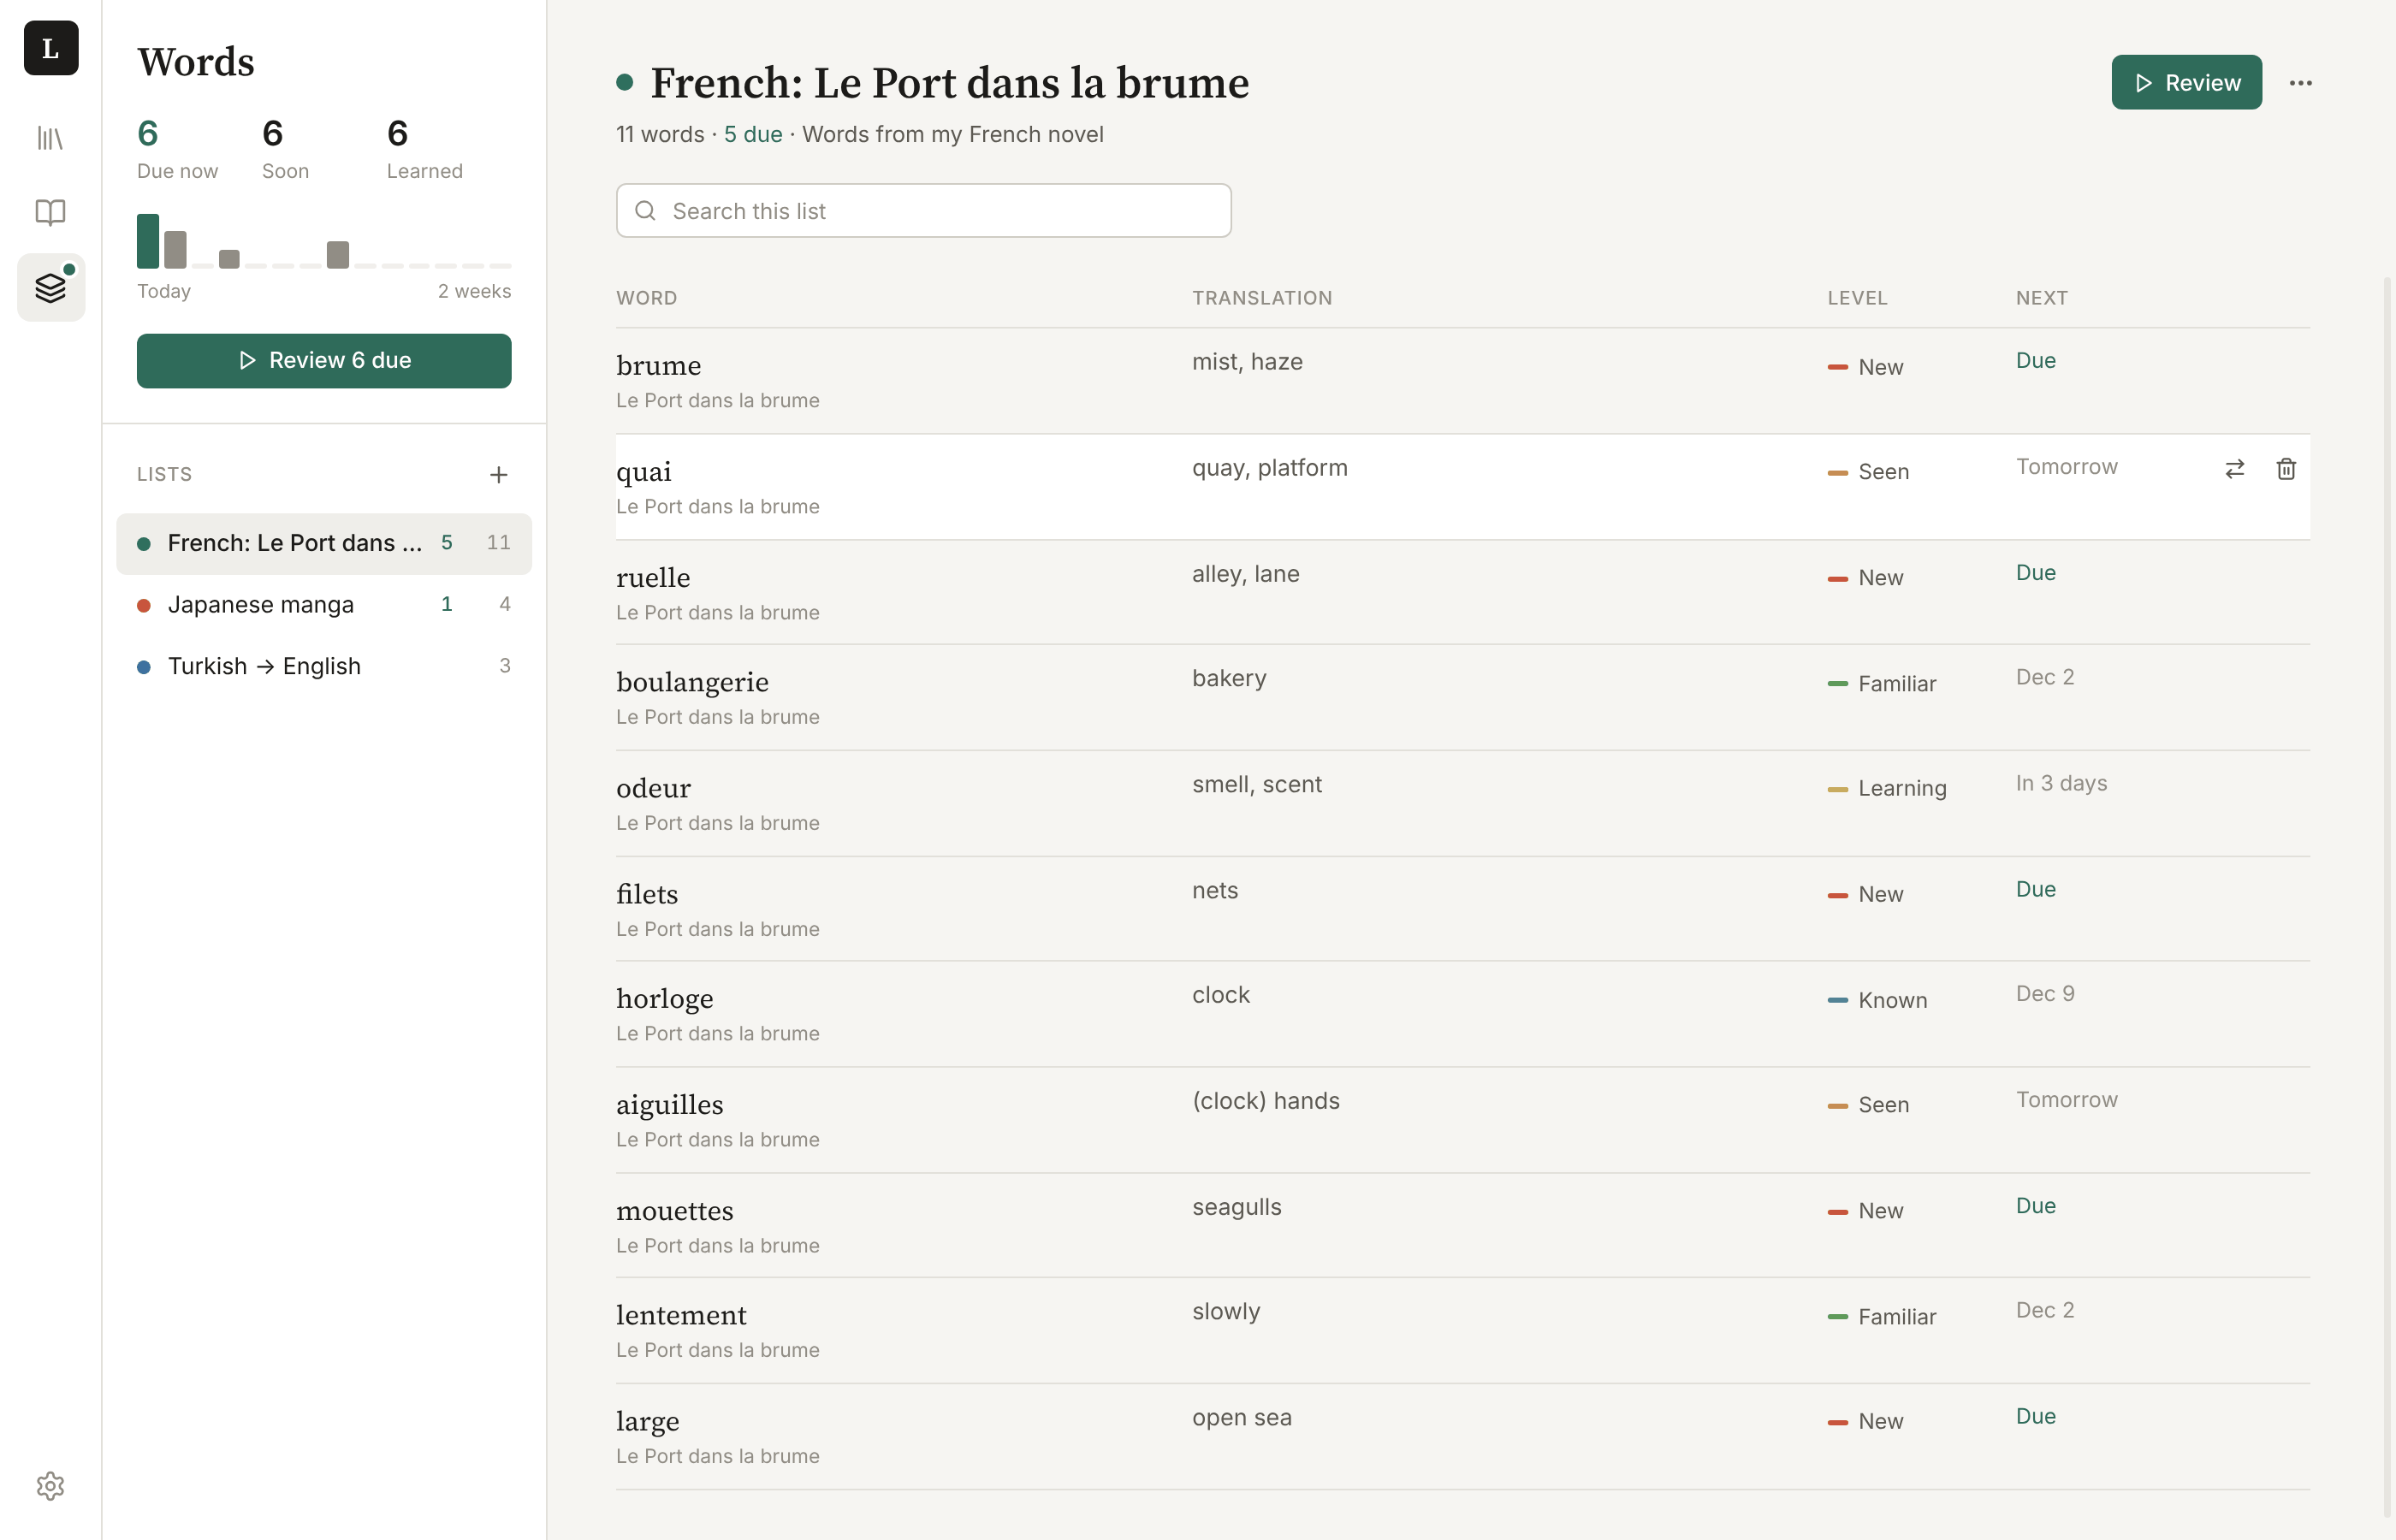 L
Words
6 6 6
Due now Soon Learned
Today 2 weeks
Review 6 due
LISTS
French: Le Port dans ... 5 11
Japanese manga 1 4
Turkish → English 3
French: Le Port dans la brume
Review
11 words · 5 due · Words from my French novel
Search this list
WORD TRANSLATION LEVEL NEXT
brume mist, haze New Due
Le Port dans la brume
quai quay, platform Seen Tomorrow
Le Port dans la brume
ruelle alley, lane New Due
Le Port dans la brume
boulangerie bakery Familiar Dec 2
Le Port dans la brume
odeur smell, scent Learning In 3 days
Le Port dans la brume
filets nets New Due
Le Port dans la brume
horloge clock Known Dec 9
Le Port dans la brume
aiguilles (clock) hands Seen Tomorrow
Le Port dans la brume
mouettes seagulls New Due
Le Port dans la brume
lentement slowly Familiar Dec 2
Le Port dans la brume
large open sea New Due
Le Port dans la brume